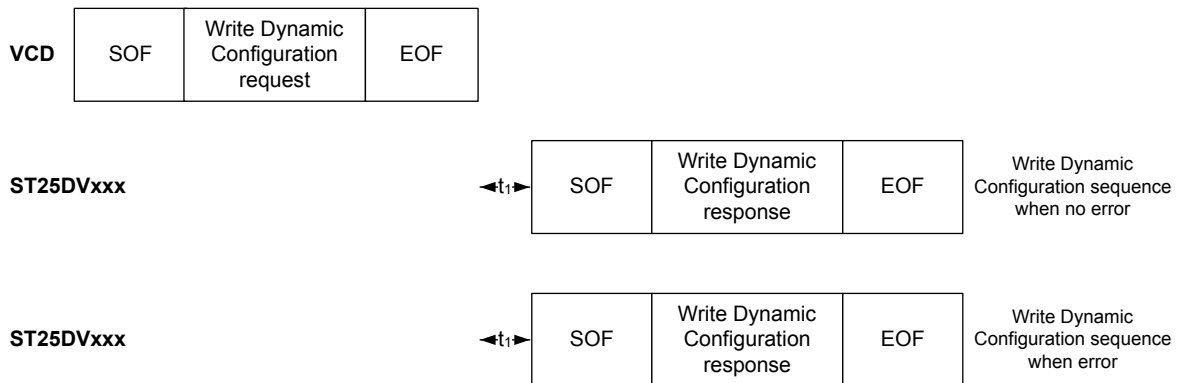 VCD
SOF
Write Dynamic
Configuration
request
EOF
ST25DVxxx
t1
SOF
Write Dynamic
Configuration
response
EOF
Write Dynamic
Configuration sequence
when no error
ST25DVxxx
t1
SOF
Write Dynamic
Configuration
response
EOF
Write Dynamic
Configuration sequence
when error